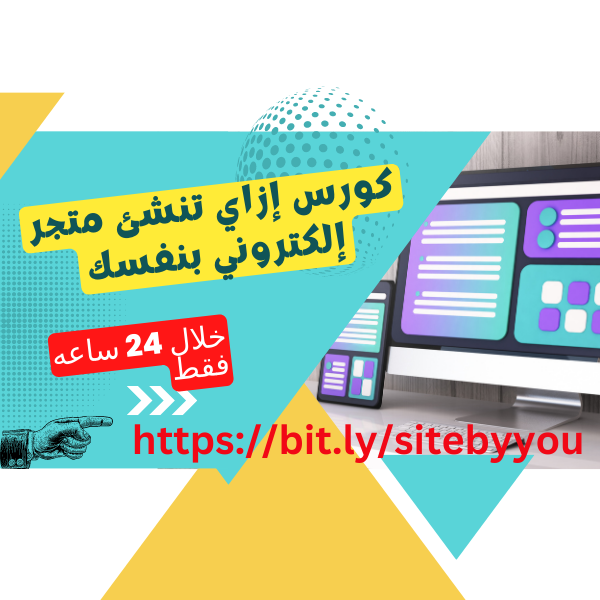 كورس إزاي تنشئ متجر
إلكتروني بنفسك
خلال 24 ساعه
فقط
https://bit.ly/sitebyyou